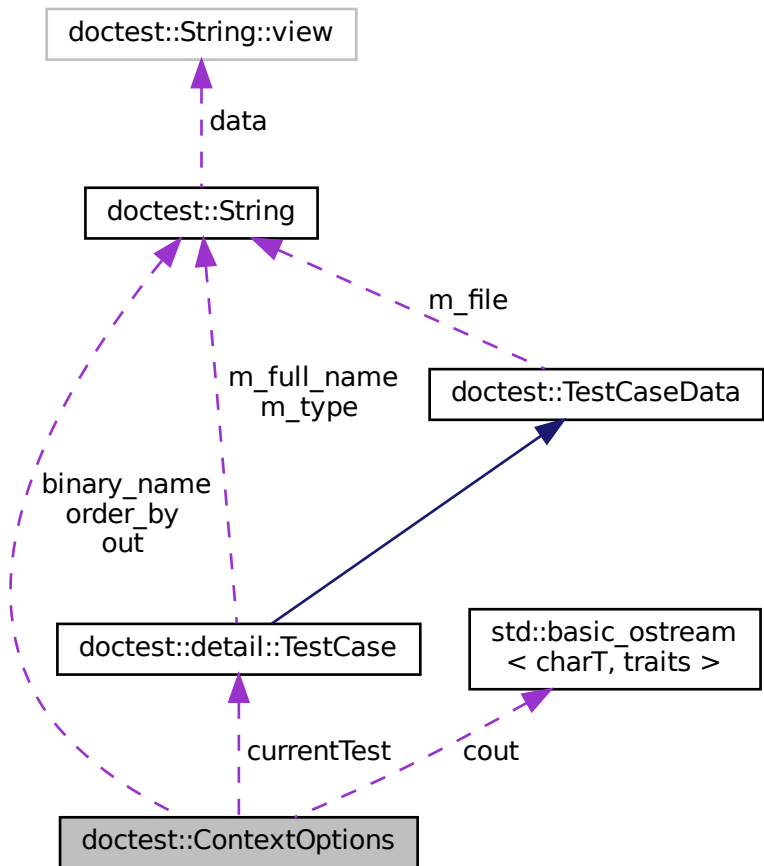 doctest::String::view
data
doctest::String
m_file
m_full_name
m_type
doctest::TestCaseData
binary_name
order_by
out
doctest::detail::TestCase
std::basic_ostream
< charT, traits >
currentTest
cout
doctest::ContextOptions